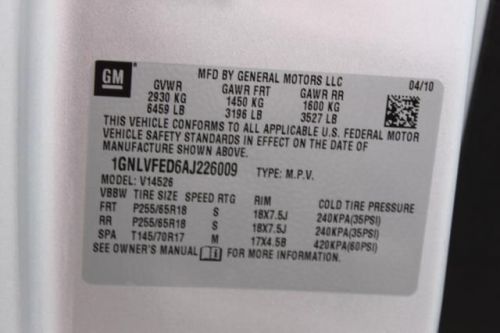 GM
MFD BY GENERAL MOTORS LLC
04/10
GVWR GAWR FRT GAWR RR
2930 KG 1450 KG 1600 KG
6459 LB 3196 LB 3527 LB
THIS VEHICLE CONFORMS TO ALL APPLICABLE U.S. FEDERAL MOTOR
VEHICLE SAFETY STANDARDS IN EFFECT ON THE DATE OF
MANUFACTURE SHOWN ABOVE.
1GNLVFED6AJ226009 TYPE: M.P.V.
MODEL: V14526
VBBW TIRE SIZE SPEED RTG RIM COLD TIRE PRESSURE
FRT P255/65R18 S 18X7.5J 240KPA(35PSI)
RR P255/65R18 S 18X7.5J 240KPA(35PSI)
SPA T145/70R17 M 17X4.5B 420KPA(60PSI)
SEE OWNER'S MANUAL FOR MORE INFORMATION.